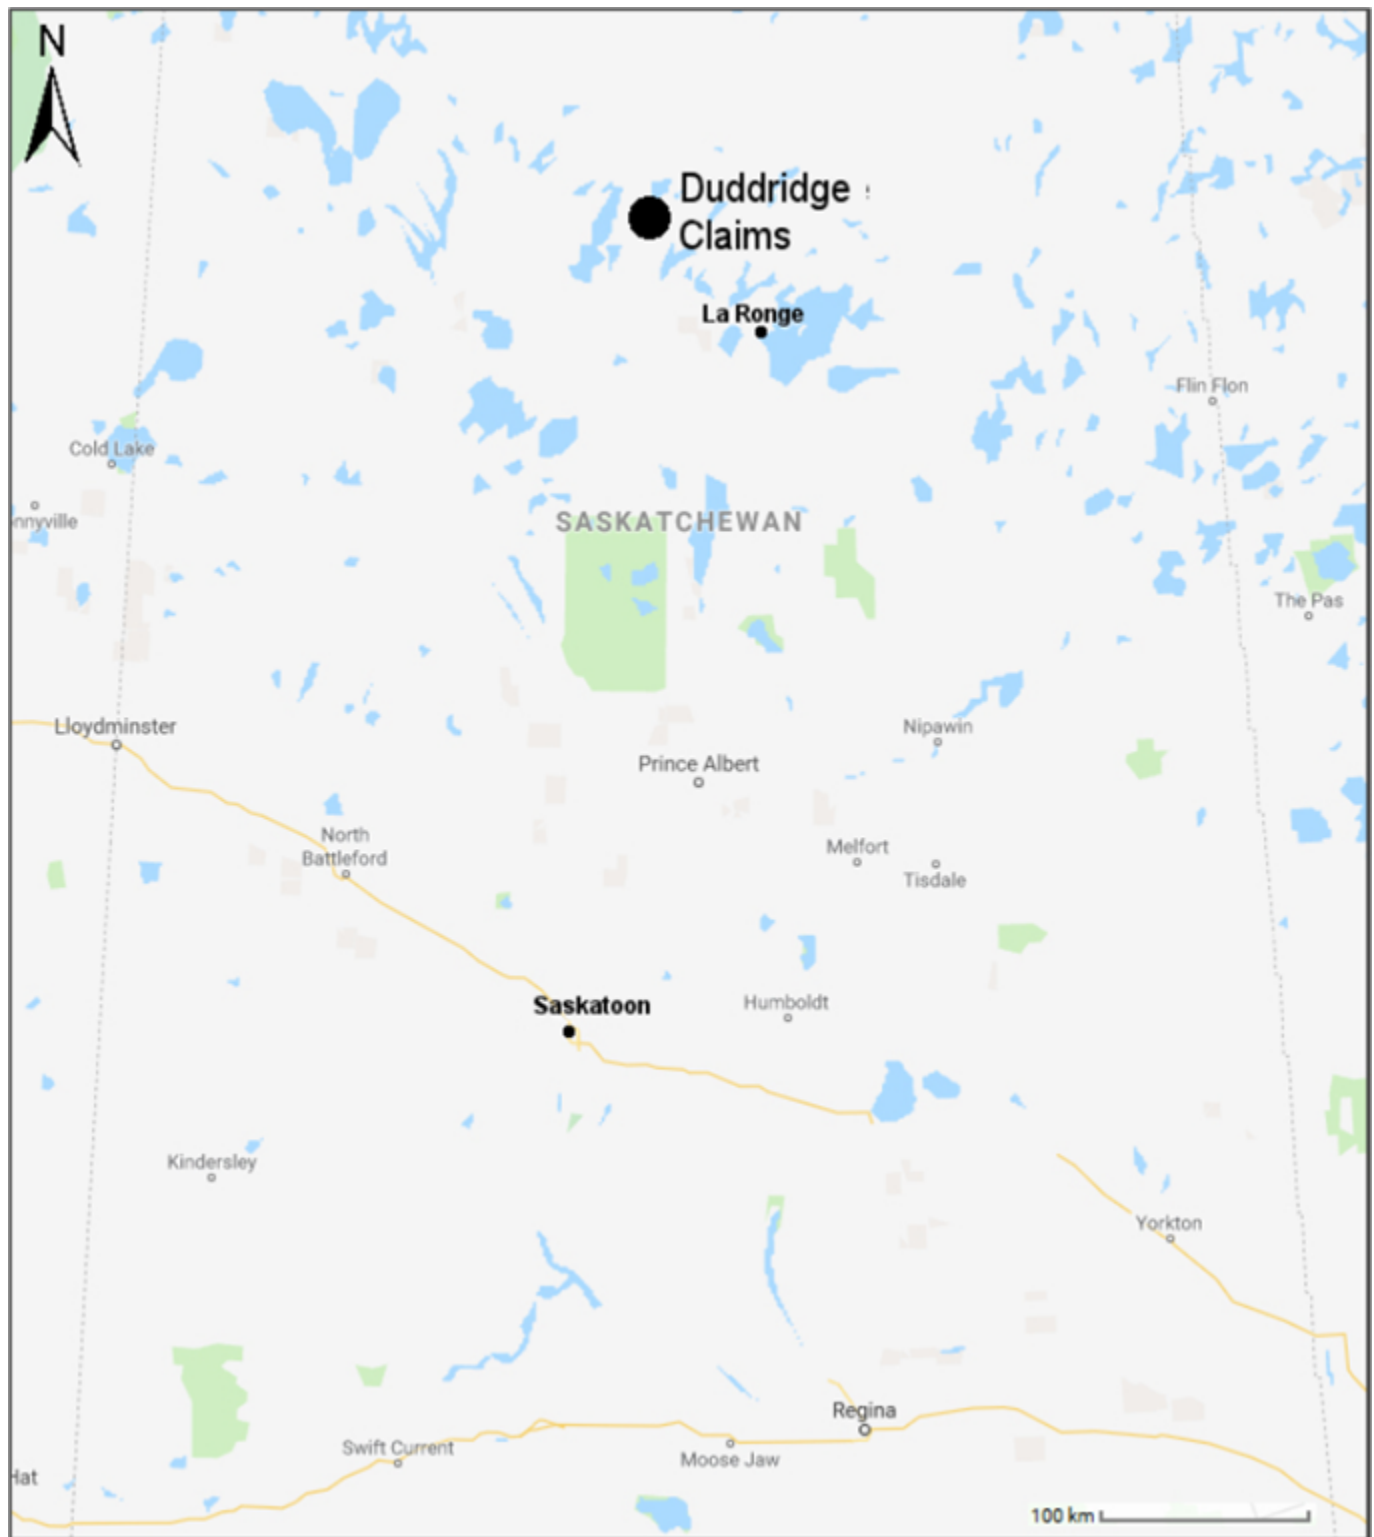 N
Duddridge
Claims
La Ronge
Flin Flon
Cold Lake
nnyville
SASKATCHEWAN
The Pas
Lloydminster
Nipawin
Prince Albert
North
Battleford
Melfort
Tisdale
Saskatoon
Humboldt
Kindersley
Yorkton
Regina
Swift Current
Moose Jaw
Hat
100 km